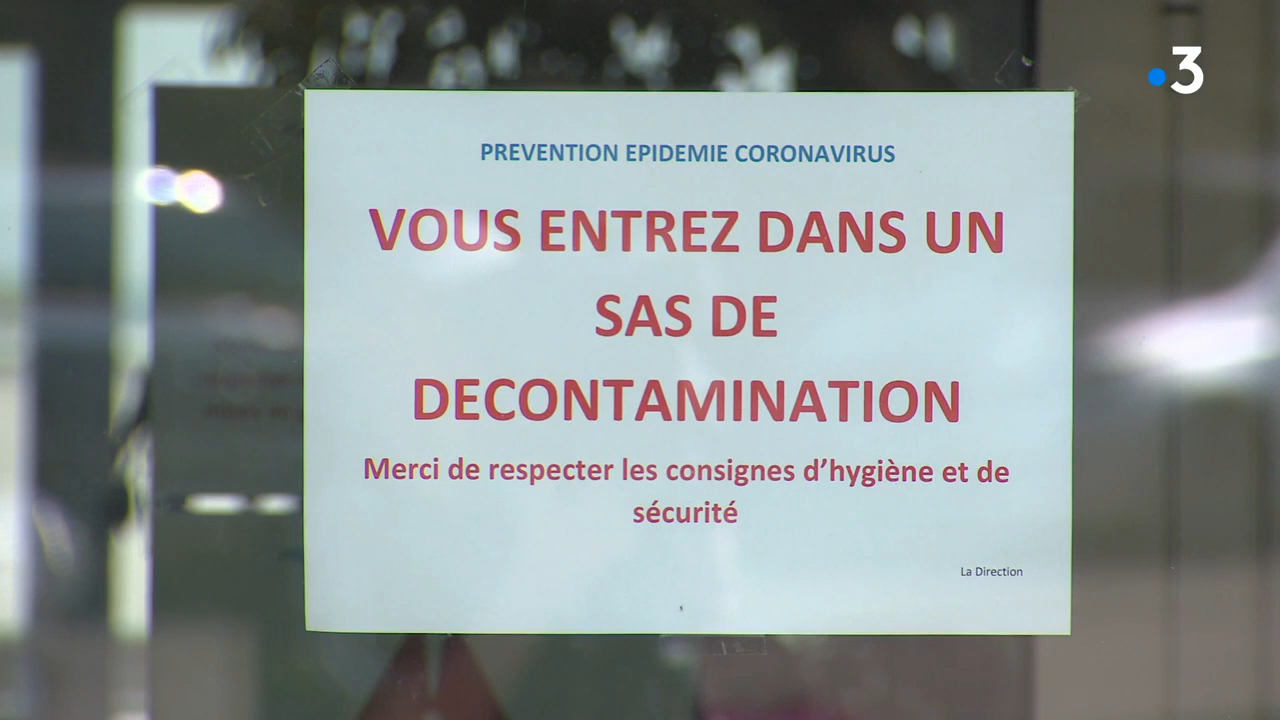 3
PREVENTION EPIDEMIE CORONAVIRUS
VOUS ENTREZ DANS UN
SAS DE
DECONTAMINATION
Merci de respecter les consignes d’hygiène et de
sécurité
La Direction